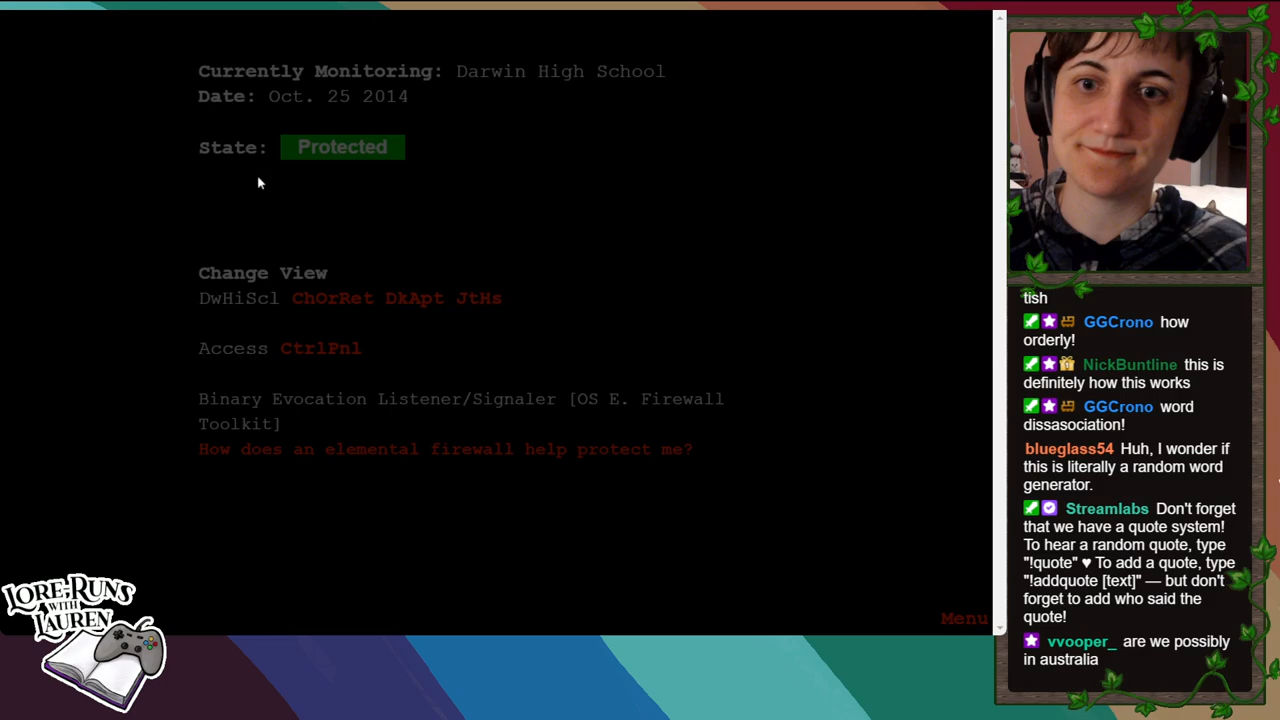 Currently Monitoring: Darwin High School
Date: Oct. 25 2014
State: Protected
Change View
DwHiScl ChOrRet DkApt JtHs
Access CtrlPnl
Binary Evocation Listener/Signaler [OS E. Firewall
Toolkit]
How does an elemental firewall help protect me?
Menu
LORE-RUNS
WITH
LAUREN
tish
GGCrono how
orderly!
NickBuntline this is
definitely how this works
GGCrono word
dissasociation!
blueglass54 Huh, I wonder if
this is literally a random word
generator.
Streamlabs Don't forget
that we have a quote system!
To hear a random quote, type
"!quote" ♥ To add a quote, type
"!addquote [text]" — but don't
forget to add who said the
quote!
vvooper_ are we possibly
in australia